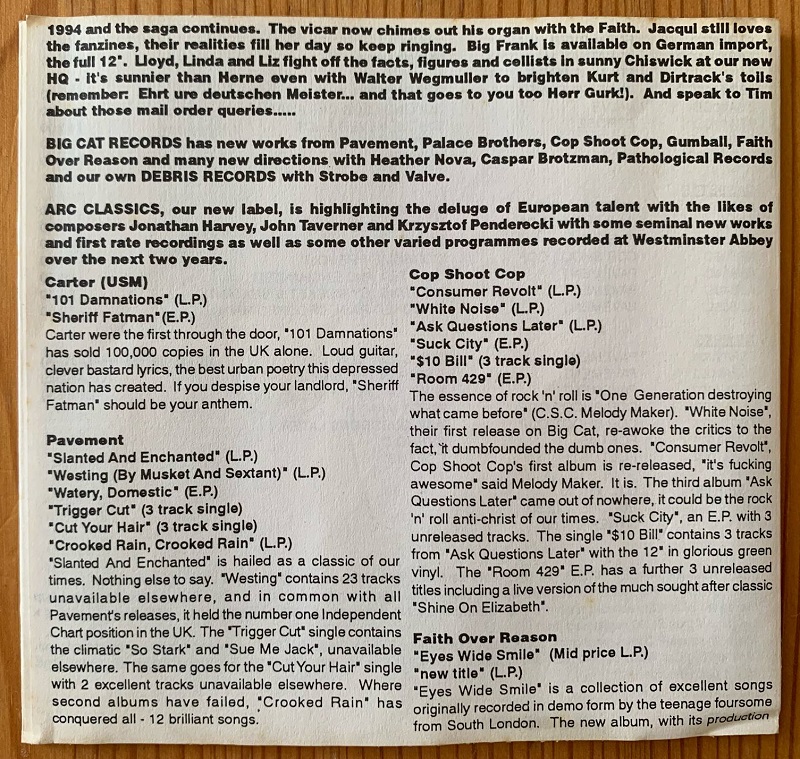 1994 and the saga continues. The vicar now chimes out his organ with the Faith. Jacqui still loves
the fanzines, their realities fill her day so keep ringing. Big Frank is available on German import,
the full 12". Lloyd, Linda and Liz fight off the facts, figures and cellists in sunny Chiswick at our new
HQ - it's sunnier than Herne even with Walter Wegmuller to brighten Kurt and Dirtrack's toils
(remember: Ehrt ure deutschen Meister... and that goes to you too Herr Gurk!). And speak to Tim
about those mail order queries.....
BIG CAT RECORDS has new works from Pavement, Palace Brothers, Cop Shoot Cop, Gumball, Faith
Over Reason and many new directions with Heather Nova, Caspar Brotzman, Pathological Records
and our own DEBRIS RECORDS with Strobe and Valve.
ARC CLASSICS, our new label, is highlighting the deluge of European talent with the likes of
composers Jonathan Harvey, John Taverner and Krzysztof Penderecki with some seminal new works
and first rate recordings as well as some other varied programmes recorded at Westminster Abbey
over the next two years.
Carter (USM)
"101 Damnations" (L.P.)
"Sheriff Fatman"(E.P.)
Carter were the first through the door, "101 Damnations"
has sold 100,000 copies in the UK alone. Loud guitar,
clever bastard lyrics, the best urban poetry this depressed
nation has created. If you despise your landlord, "Sheriff
Fatman" should be your anthem.
Pavement
"Slanted And Enchanted" (L.P.)
"Westing (By Musket And Sextant)" (L.P.)
"Watery, Domestic" (E.P.)
"Trigger Cut" (3 track single)
"Cut Your Hair" (3 track single)
"Crooked Rain, Crooked Rain" (L.P.)
"Slanted And Enchanted" is hailed as a classic of our
times. Nothing else to say. "Westing" contains 23 tracks
unavailable elsewhere, and in common with all
Pavement's releases, it held the number one Independent
Chart position in the UK. The "Trigger Cut" single contains
the climatic "So Stark" and "Sue Me Jack", unavailable
elsewhere. The same goes for the "Cut Your Hair" single
with 2 excellent tracks unavailable elsewhere. Where
second albums have failed, "Crooked Rain" has
conquered all - 12 brilliant songs.
Cop Shoot Cop
"Consumer Revolt" (L.P.)
"White Noise" (L.P.)
"Ask Questions Later" (L.P.)
"Suck City" (E.P.)
"$10 Bill" (3 track single)
"Room 429" (E.P.)
The essence of rock 'n' roll is "One Generation destroying
what came before" (C.S.C. Melody Maker). "White Noise",
their first release on Big Cat, re-awoke the critics to the
fact, it dumbfounded the dumb ones. "Consumer Revolt",
Cop Shoot Cop's first album is re-released, "it's fucking
awesome" said Melody Maker. It is. The third album "Ask
Questions Later" came out of nowhere, it could be the rock
'n' roll anti-christ of our times. "Suck City", an E.P. with 3
unreleased tracks. The single "$10 Bill" contains 3 tracks
from "Ask Questions Later" with the 12" in glorious green
vinyl. The "Room 429" E.P. has a further 3 unreleased
titles including a live version of the much sought after classic
"Shine On Elizabeth".
Faith Over Reason
"Eyes Wide Smile" (Mid price L.P.)
"new title" (L.P.)
"Eyes Wide Smile" is a collection of excellent songs
originally recorded in demo form by the teenage foursome
from South London. The new album, with its production